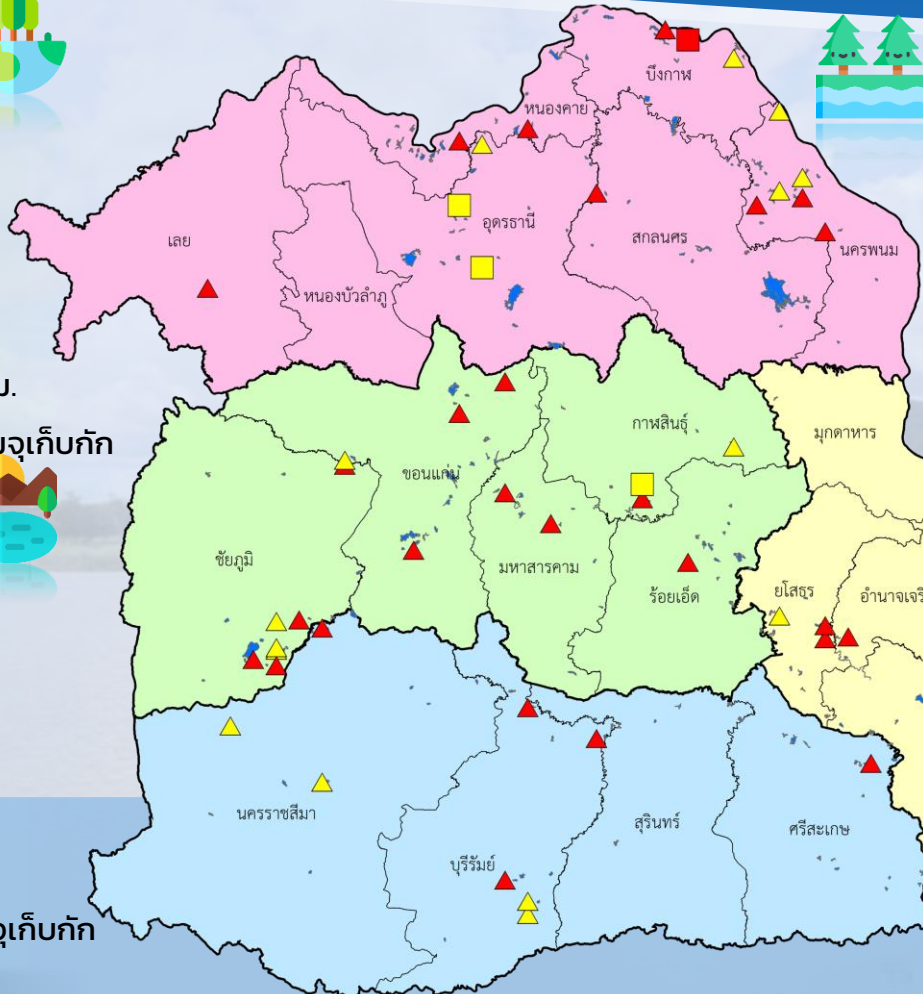 บึงกาฬ
หนองคาย
อุดรธานี
สกลนคร
นครพนม
เลย
หนองบัวลำภู
ม.
จุเก็บกัก
กาฬสินธุ์
มุกดาหาร
ขอนแก่น
ชัยภูมิ
มหาสารคาม
ร้อยเอ็ด
ยโสธร
อำนาจเจริ
นครราชสีมา
สุรินทร์
ศรีสะเกษ
บุรีรัมย์
จุเก็บกัก